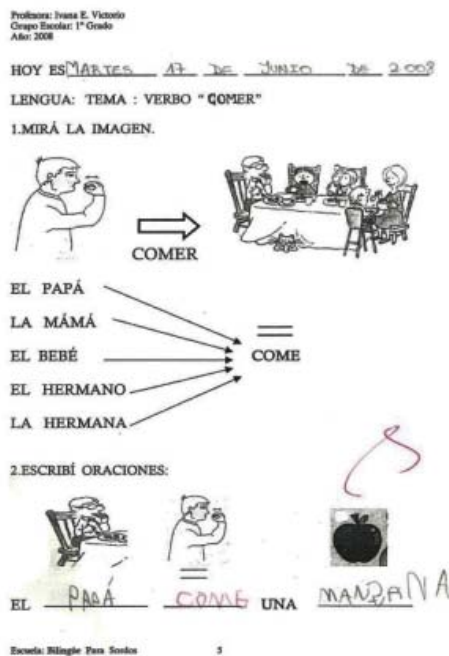 Profesora: Ivana E. Victorio
Grupo Escolar: 1º Grado
Año: 2008
HOY ES MARTES 17 DE JUNIO DE 2008
LENGUA: TEMA : VERBO "COMER"
1.MIRÁ LA IMAGEN.
COMER
EL PAPÁ
LA MÁMÁ
EL BEBÉ
COME
EL HERMANO
LA HERMANA
2.ESCRIBÍ ORACIONES:
EL PAPÁ COME UNA MANZANA
Escuela: Bilingüe Para Sordos 5